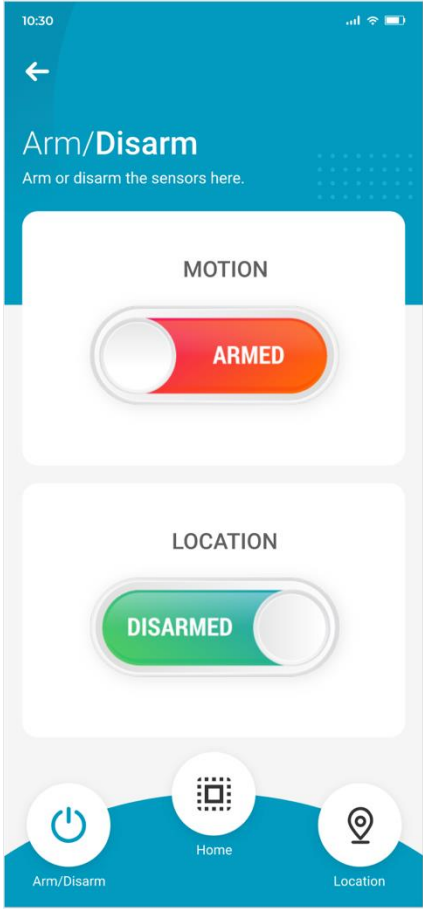 10:30
Arm/Disarm
Arm or disarm the sensors here.
MOTION
ARMED
LOCATION
DISARMED
Home
Arm/Disarm
Location